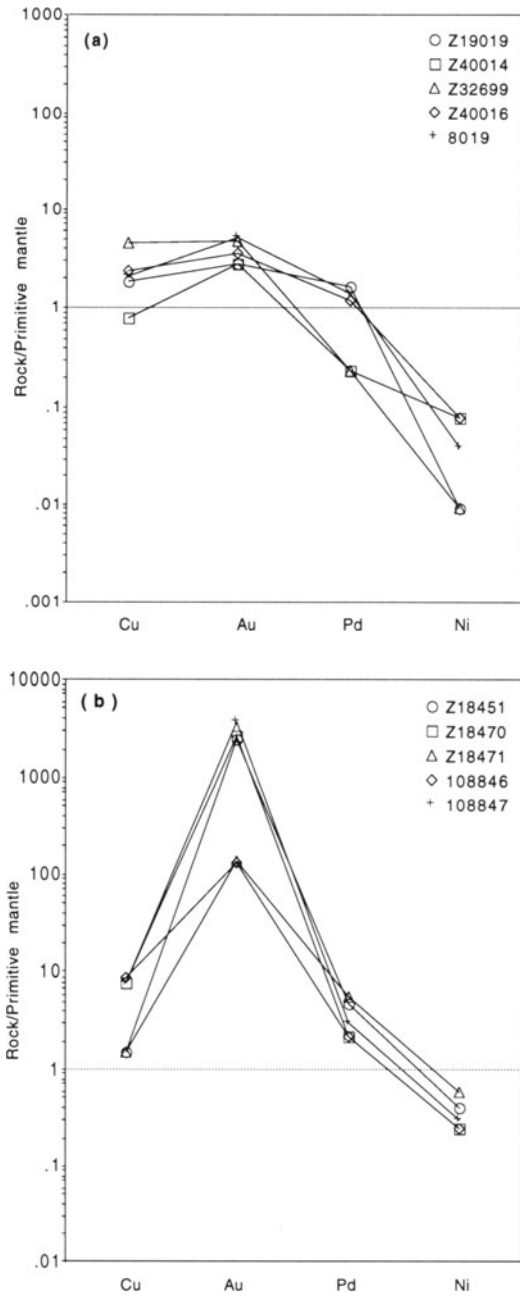 (a)
Z19019
Z40014
Z32699
Z40016
8019
1000
100
10
1
.1
.01
.001
Rock/Primitive mantle
Cu Au Pd Ni
(b)
Z18451
Z18470
Z18471
108846
108847
10000
1000
100
10
1
.1
.01
Rock/Primitive mantle
Cu Au Pd Ni